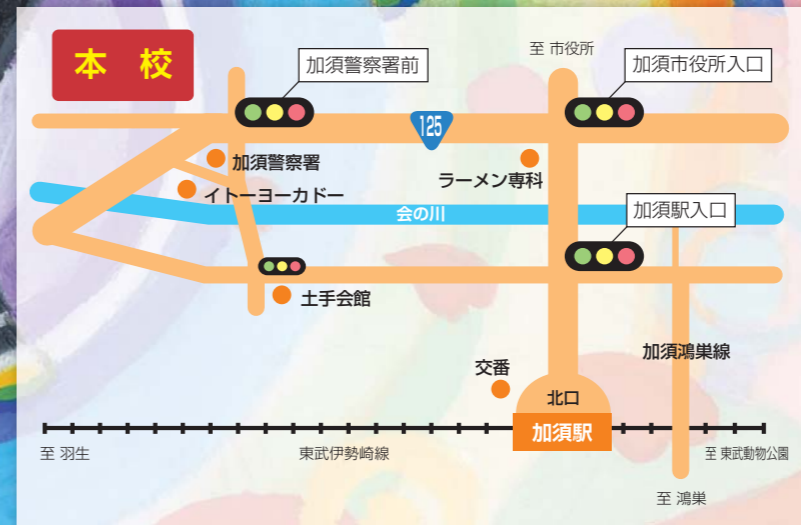 本 校
加須警察署前
至 市役所
加須市役所入口
125
加須警察署
ラーメン専科
イトーヨーカドー
会の川
加須駅入口
土手会館
加須鴻巣線
交番
北口
加須駅
至 羽生
東武伊勢崎線
至 東武動物公園
至 鴻巣